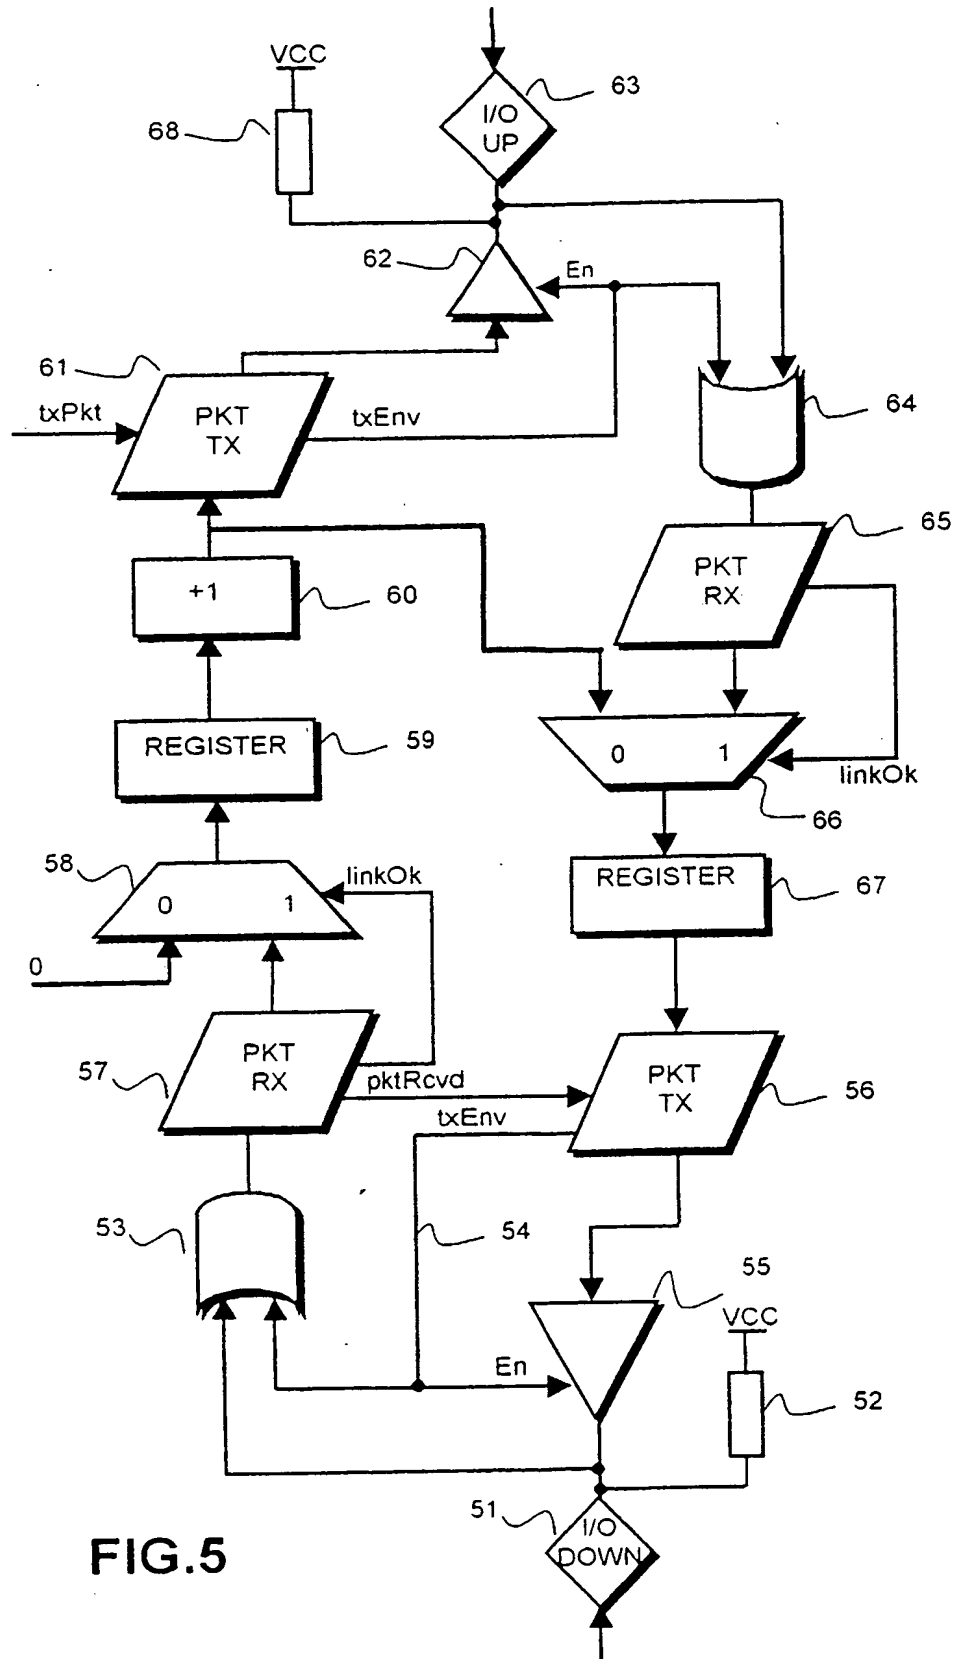 VCC
68
I/O
UP
63
62
En
61
txPkt
PKT
TX
txEnv
64
65
PKT
RX
+1
60
REGISTER
59
0 1
linkOk
66
58
linkOk
0 1
REGISTER
67
0
57
PKT
RX
pktRcvd
txEnv
PKT
TX
56
53
54
55
VCC
En
52
51
I/O
DOWN
FIG.5